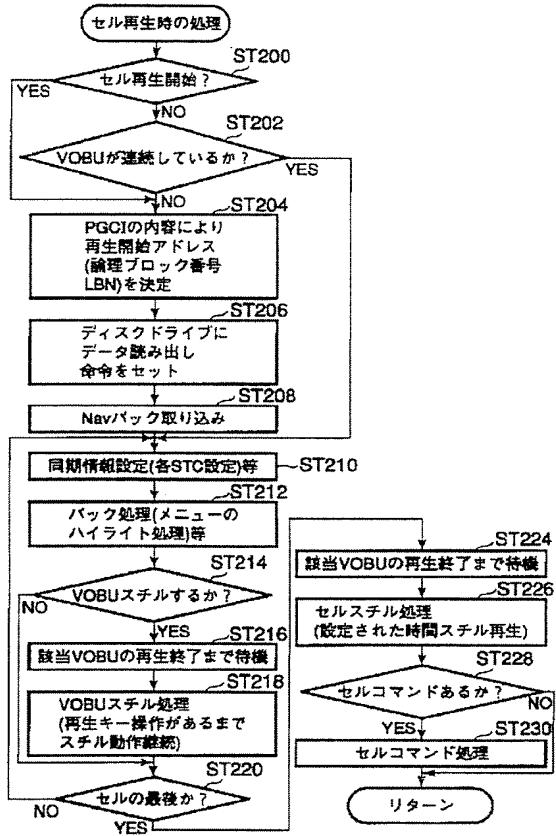 セル再生時の処理
ST200
セル再生開始？
YES
NO
ST202
VOBUが連続しているか？
YES
NO
ST204
PGCIの内容により
再生開始アドレス
(論理ブロック番号
LBN)を決定
ST206
ディスクドライブに
データ読み出し
命令をセット
ST208
Navパック取り込み
同期情報設定(各STC設定)等
ST210
ST212
パック処理(メニューの
ハイライト処理)等
ST214
VOBUスチルするか？
NO
YES
ST216
該当VOBUの再生終了まで待機
ST218
VOBUスチル処理
(再生キー操作があるまで
スチル動作継続)
ST220
セルの最後か？
NO
YES
ST224
該当VOBUの再生終了まで待機
ST226
セルスチル処理
(設定された時間スチル再生)
ST228
セルコマンドあるか？
NO
YES
ST230
セルコマンド処理
リターン